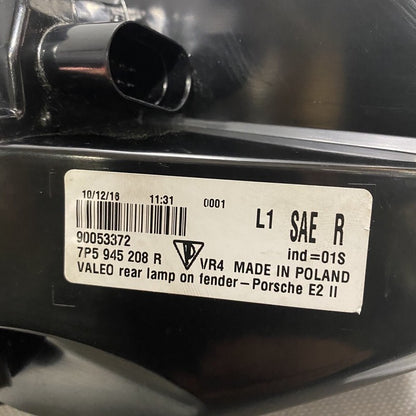 10/12/16 11:31 0001
L1 SAE R
90053372 ind=01S
7P5 945 208 R VR4 MADE IN POLAND
VALEO rear lamp on fender-Porsche E2 II